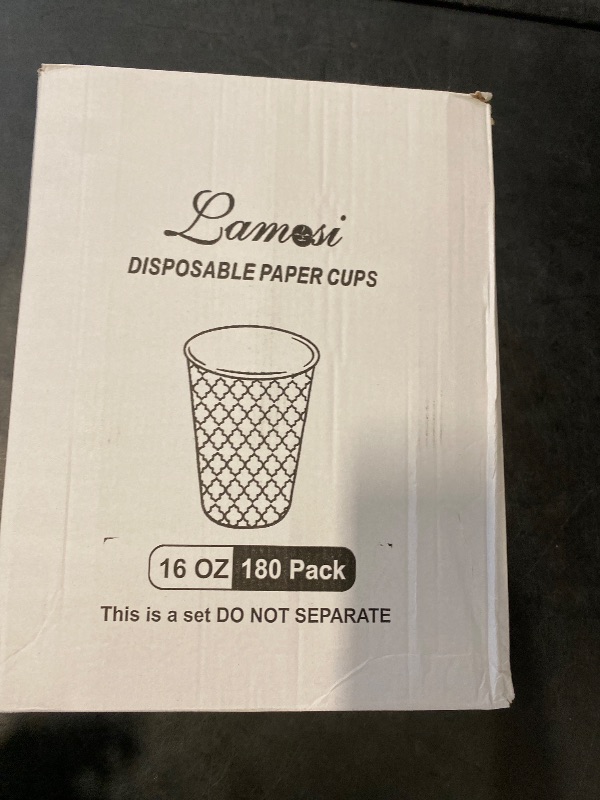 Lamosi
DISPOSABLE PAPER CUPS
16 OZ 180 Pack
This is a set DO NOT SEPARATE